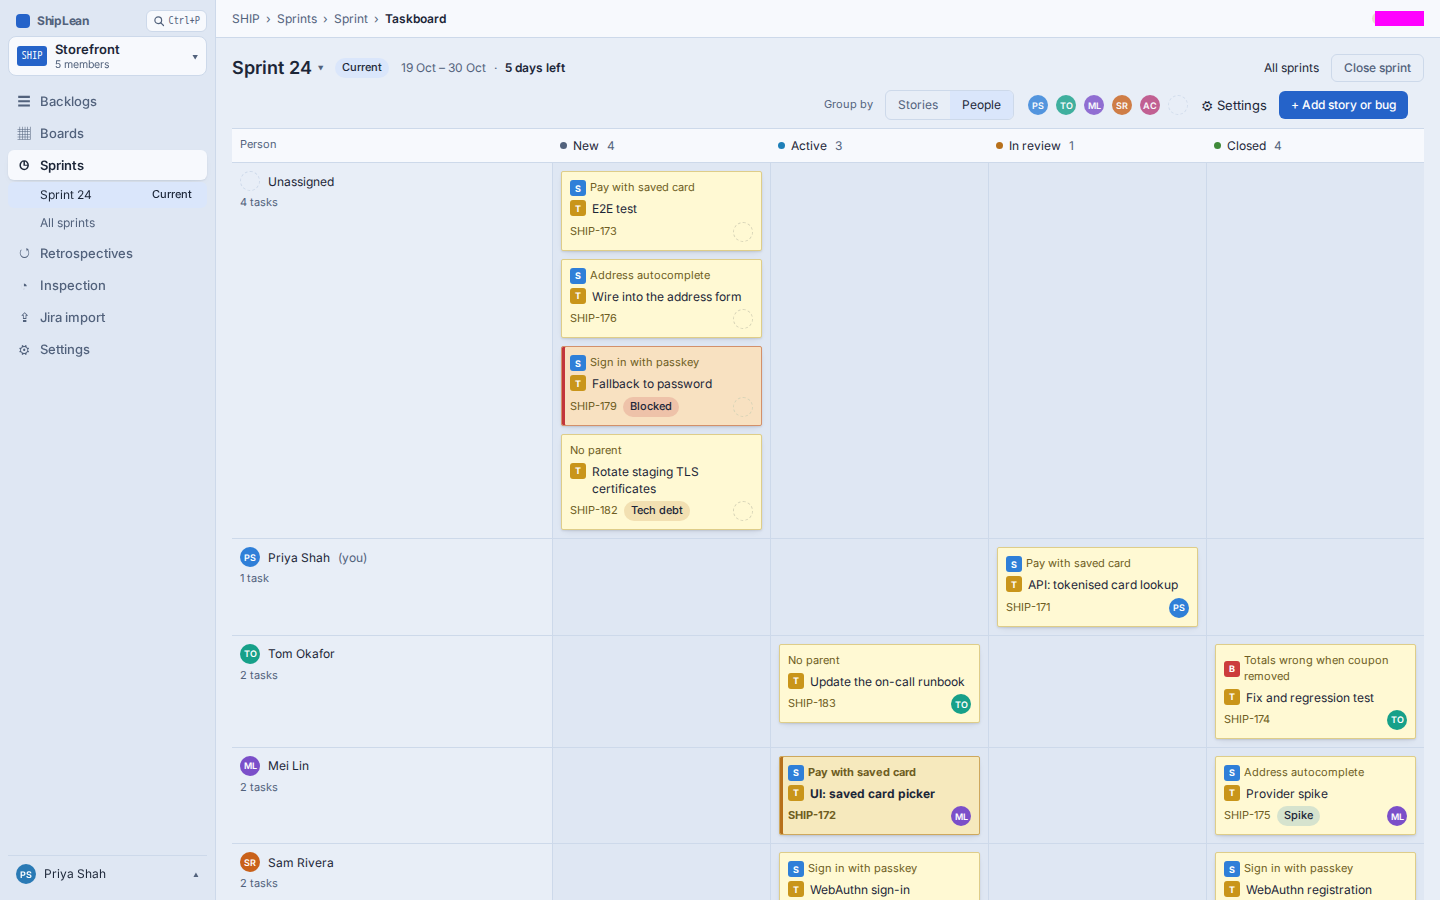 ShipLean
Ctrl+P
SHIP
Storefront
5 members
Backlogs
Boards
Sprints
Sprint 24
Current
All sprints
Retrospectives
Inspection
Jira import
Settings
PS
Priya Shah
SHIP › Sprints › Sprint › Taskboard
Sprint 24
Current
19 Oct – 30 Oct · 5 days left
All sprints
Close sprint
Group by
Stories
People
PS
TO
ML
SR
AC
Settings
+ Add story or bug
Person
New 4
Active 3
In review 1
Closed 4
Unassigned
4 tasks
S Pay with saved card
T E2E test
SHIP-173
S Address autocomplete
T Wire into the address form
SHIP-176
S Sign in with passkey
T Fallback to password
SHIP-179 Blocked
No parent
T Rotate staging TLS
certificates
SHIP-182 Tech debt
PS Priya Shah (you)
1 task
S Pay with saved card
T API: tokenised card lookup
SHIP-171 PS
TO Tom Okafor
2 tasks
No parent
T Update the on-call runbook
SHIP-183 TO
B Totals wrong when coupon
removed
T Fix and regression test
SHIP-174 TO
ML Mei Lin
2 tasks
S Pay with saved card
T UI: saved card picker
SHIP-172 ML
S Address autocomplete
T Provider spike
SHIP-175 Spike ML
SR Sam Rivera
2 tasks
S Sign in with passkey
T WebAuthn sign-in
S Sign in with passkey
T WebAuthn registration